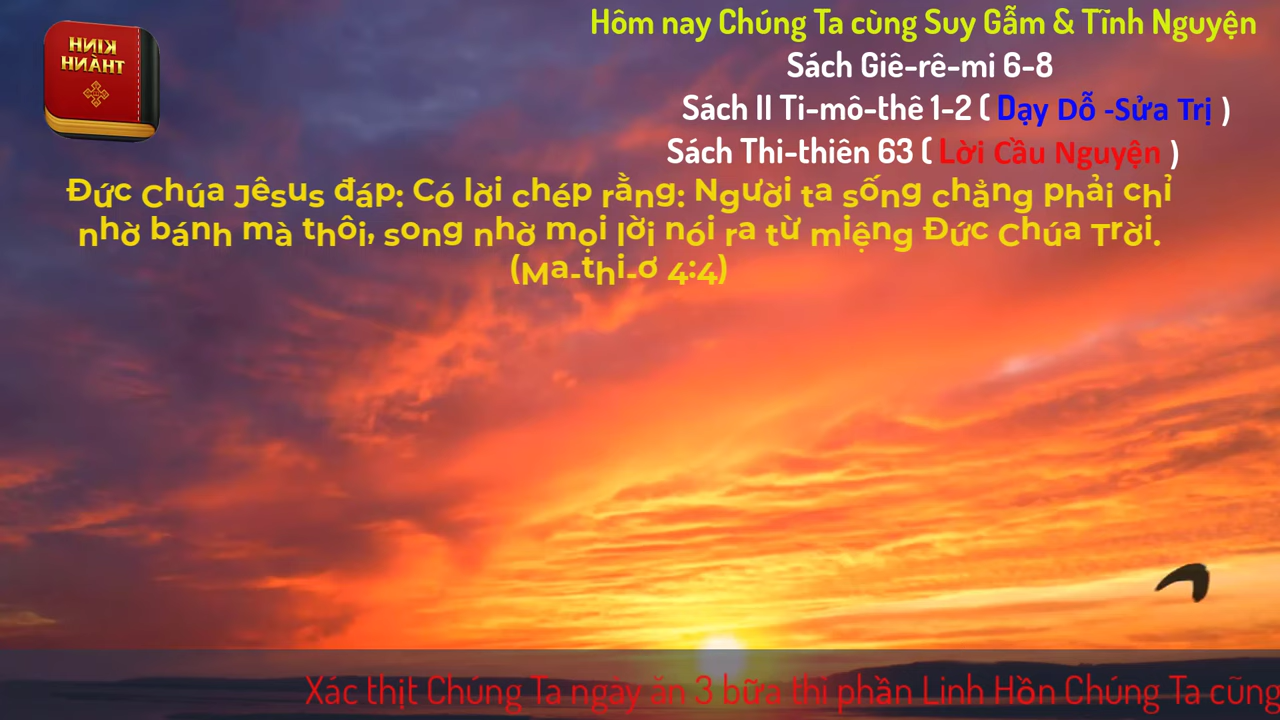 Hôm nay Chúng Ta cùng Suy Gẫm & Tĩnh Nguyện
Sách Giê-rê-mi 6-8
Sách II Ti-mô-thê 1-2 ( Dạy Dỗ -Sửa Trị )
Sách Thi-thiên 63 ( Lời Cầu Nguyện )
KINH
THÀNH
Đức Chúa Jêsus đáp: Có lời chép rằng: Người ta sống chẳng phải chỉ
nhờ bánh mà thôi, song nhờ mọi lời nói ra từ miệng Đức Chúa Trời.
(Ma-thi-ơ 4:4)
Xác thịt Chúng Ta ngày ăn 3 bữa thì phần Linh Hồn Chúng Ta cũng